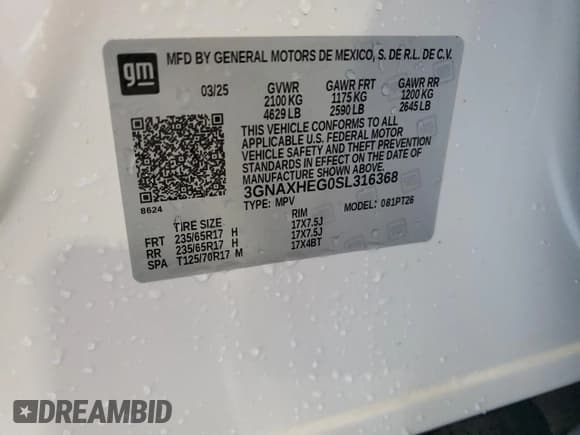 gm
MFD BY GENERAL MOTORS DE MEXICO, S. DE R.L. DE C.V.
03/25 GVWR GAWR FRT GAWR RR
2100 KG 1175 KG 1200 KG
4629 LB 2590 LB 2645 LB
THIS VEHICLE CONFORMS TO ALL
APPLICABLE U.S. FEDERAL MOTOR
VEHICLE SAFETY AND THEFT PREVENTION
STANDARDS IN EFFECT ON THE DATE OF
MANUFACTURE SHOWN ABOVE.
3GNAXHEG0SL316368
8624 TYPE: MPV MODEL: 081PT26
TIRE SIZE RIM
FRT 235/65R17 H 17X7.5J
RR 235/65R17 H 17X7.5J
SPA T125/70R17 M 17X4BT
DREAMBID